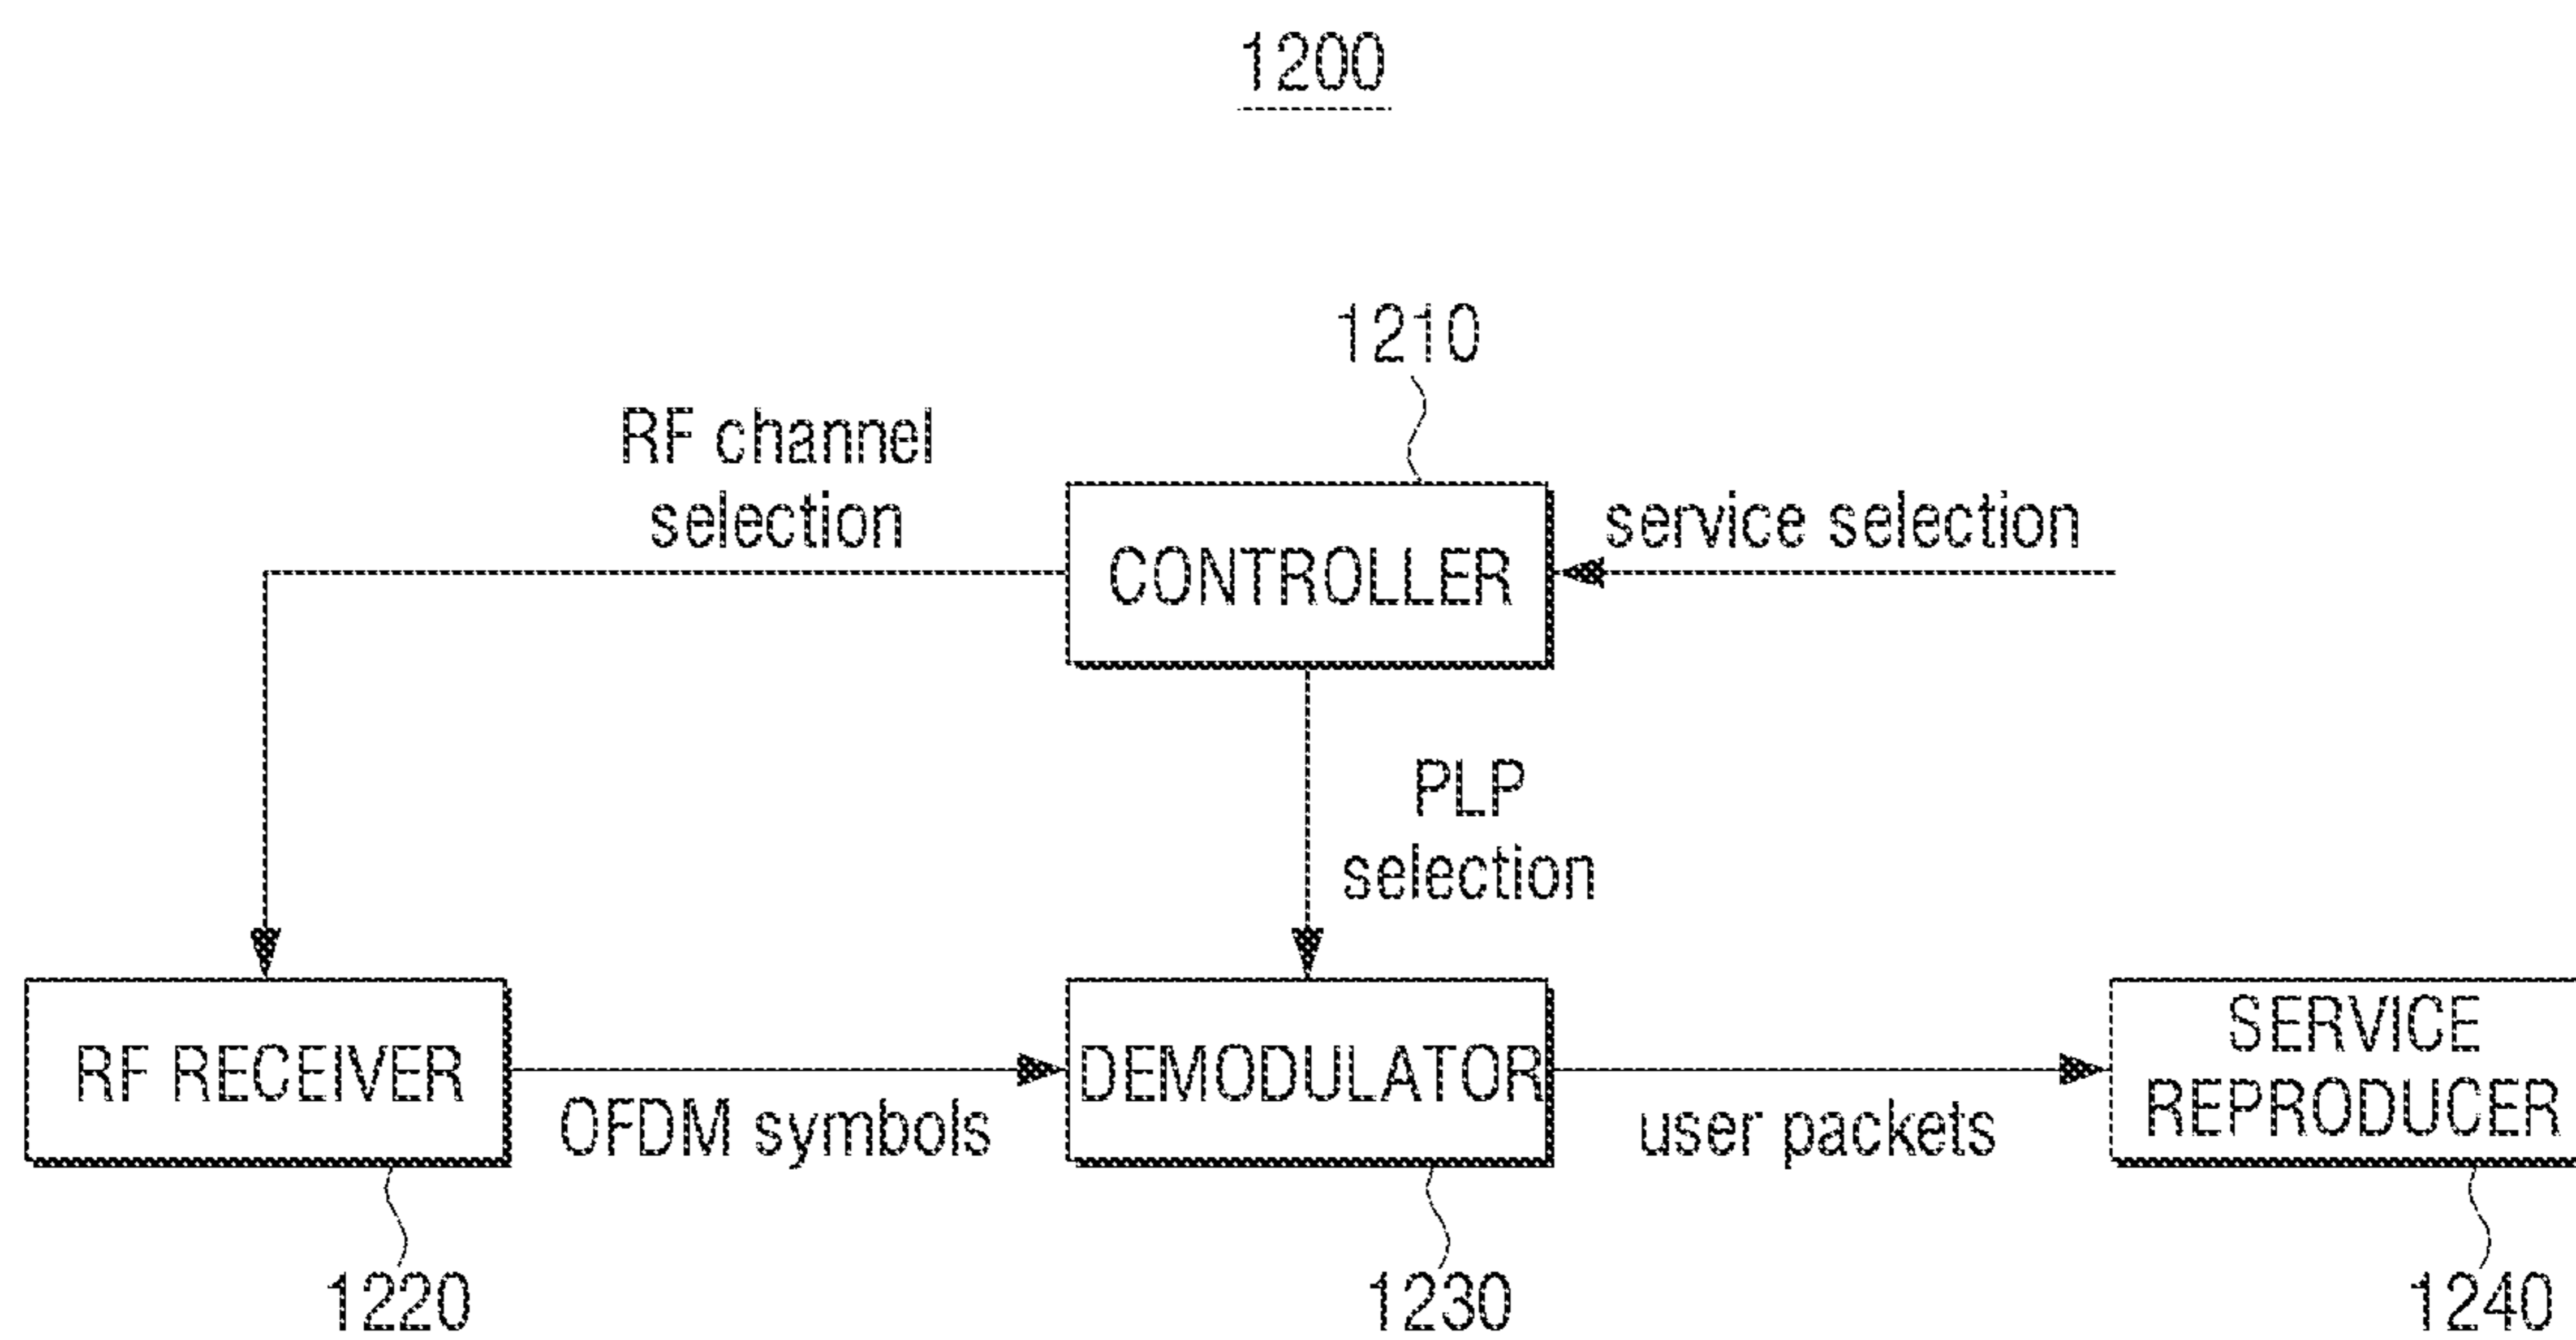 1200
1210
RF channel
selection
CONTROLLER
service selection
PLP
selection
RF RECEIVER
OFDM symbols
DEMODULATOR
user packets
SERVICE
REPRODUCER
1220
1230
1240